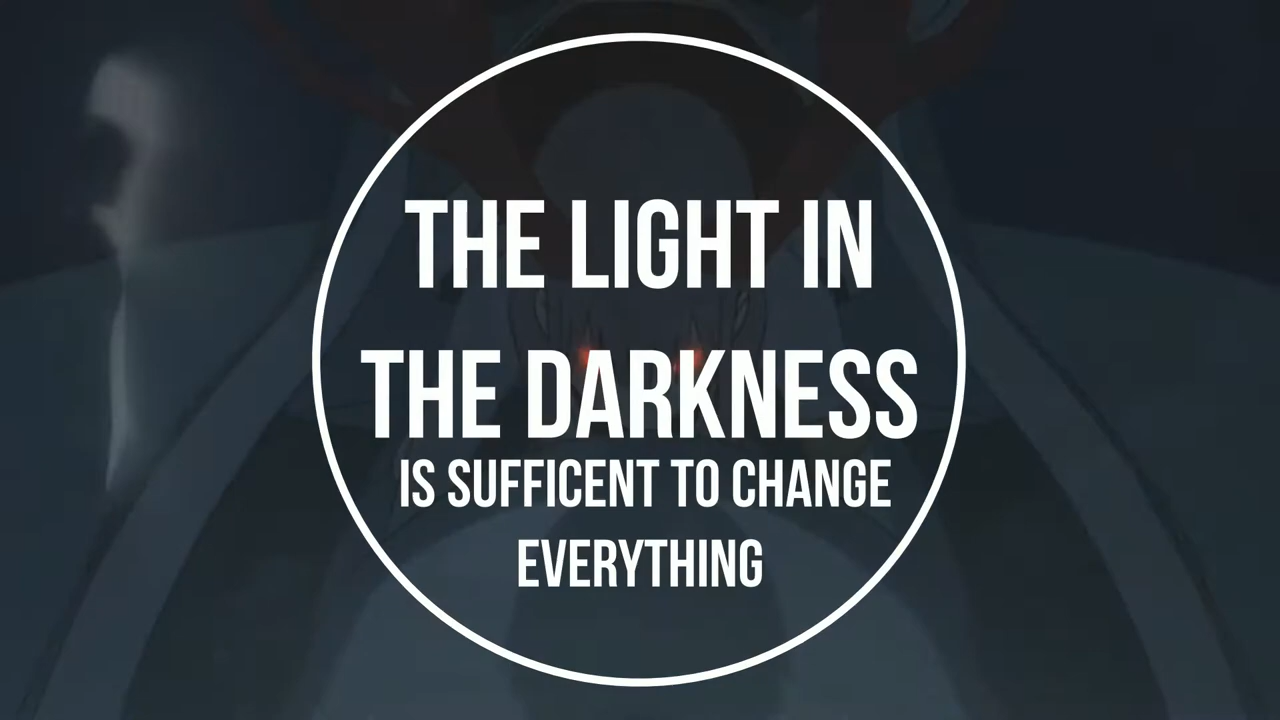 THE LIGHT IN
THE DARKNESS
IS SUFFICENT TO CHANGE
EVERYTHING